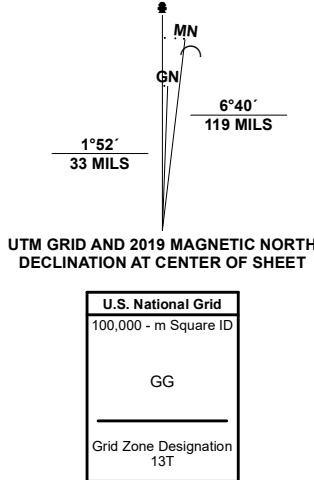 MN
GN
6°40´
119 MILS
1°52´
33 MILS
UTM GRID AND 2019 MAGNETIC NORTH
DECLINATION AT CENTER OF SHEET
U.S. National Grid
100,000 - m Square ID
GG
Grid Zone Designation
13T